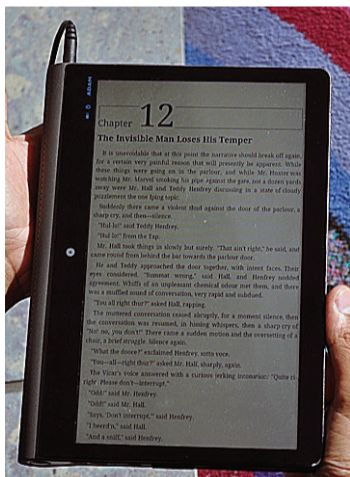 ADAM
Chapter 12
The Invisible Man Loses His Temper
It is unavoidable that at this point the narrative should break off again,
for a certain very painful reason that will presently be apparent. While
these things were going on in the parlour, and while Mr. Huxter was
watching Mr. Marvel smoking his pipe against the gate, not a dozen yards
away were Mr. Hall and Teddy Henfrey discussing in a state of cloudy
puzzlement the one Iping topic.
Suddenly there came a violent thud against the door of the parlour, a
sharp cry, and then—silence.
"Hul-lo!" said Teddy Henfrey.
"Hul-lo!" from the Tap.
Mr. Hall took things in slowly but surely. "That ain't right," he said, and
came round from behind the bar towards the parlour door.
He and Teddy approached the door together, with intent faces. Their
eyes considered. "Summat wrong," said Hall, and Henfrey nodded
agreement. Whiffs of an unpleasant chemical odour met them, and there
was a muffled sound of conversation, very rapid and subdued.
"You all right thur?" asked Hall, rapping.
The muttered conversation ceased abruptly, for a moment silence, then
the conversation was resumed, in hissing whispers, then a sharp cry of
"No! no, you don't!" There came a sudden motion and the oversetting of a
chair, a brief struggle. Silence again.
"What the dooce?" exclaimed Henfrey, sotto voce.
"You—all—right thur?" asked Mr. Hall, sharply, again.
The Vicar's voice answered with a curious jerking intonation: "Quite ri-
right. Please don't—interrupt."
"Odd!" said Mr. Henfrey.
"Odd!" said Mr. Hall.
"Says, 'Don't interrupt,'" said Henfrey.
"I heerd'n," said Hall.
"And a sniff," said Henfrey.